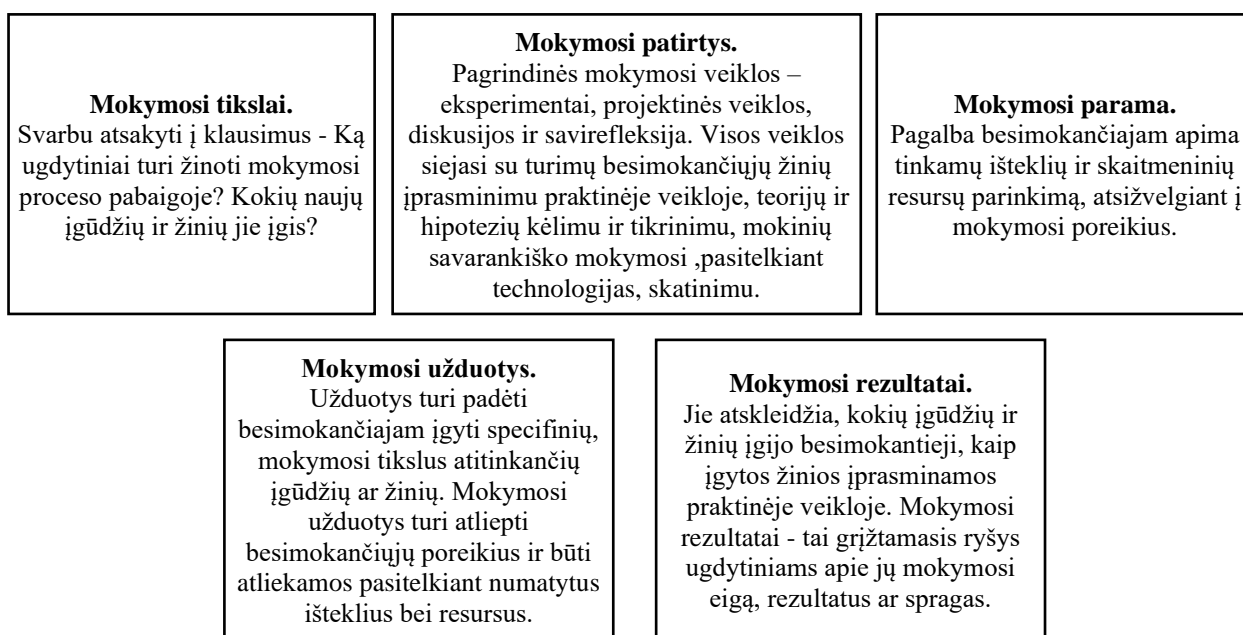 Mokymosi tikslai.
Svarbu atsakyti į klausimus - Ką
ugdytiniai turi žinoti mokymosi
proceso pabaigoje? Kokių naujų
įgūdžių ir žinių jie įgis?
Mokymosi patirtys.
Pagrindinės mokymosi veiklos –
eksperimentai, projektinės veiklos,
diskusijos ir savirefleksija. Visos veiklos
siejasi su turimų besimokančiųjų žinių
įprasminimu praktinėje veikloje, teorijų ir
hipotezių kėlimu ir tikrinimu, mokinių
savarankiško mokymosi ,pasitelkiant
technologijas, skatinimu.
Mokymosi parama.
Pagalba besimokančiajam apima
tinkamų išteklių ir skaitmeninių
resursų parinkimą, atsižvelgiant į
mokymosi poreikius.
Mokymosi užduotys.
Užduotys turi padėti
besimokančiajam įgyti specifinių,
mokymosi tikslus atitinkančių
įgūdžių ar žinių. Mokymosi
užduotys turi atliepti
besimokančiųjų poreikius ir būti
atliekamos pasitelkiant numatytus
išteklius bei resursus.
Mokymosi rezultatai.
Jie atskleidžia, kokių įgūdžių ir
žinių įgijo besimokantieji, kaip
įgytos žinios įprasminamos
praktinėje veikloje. Mokymosi
rezultatai - tai grįžtamasis ryšys
ugdytiniams apie jų mokymosi
eigą, rezultatus ar spragas.